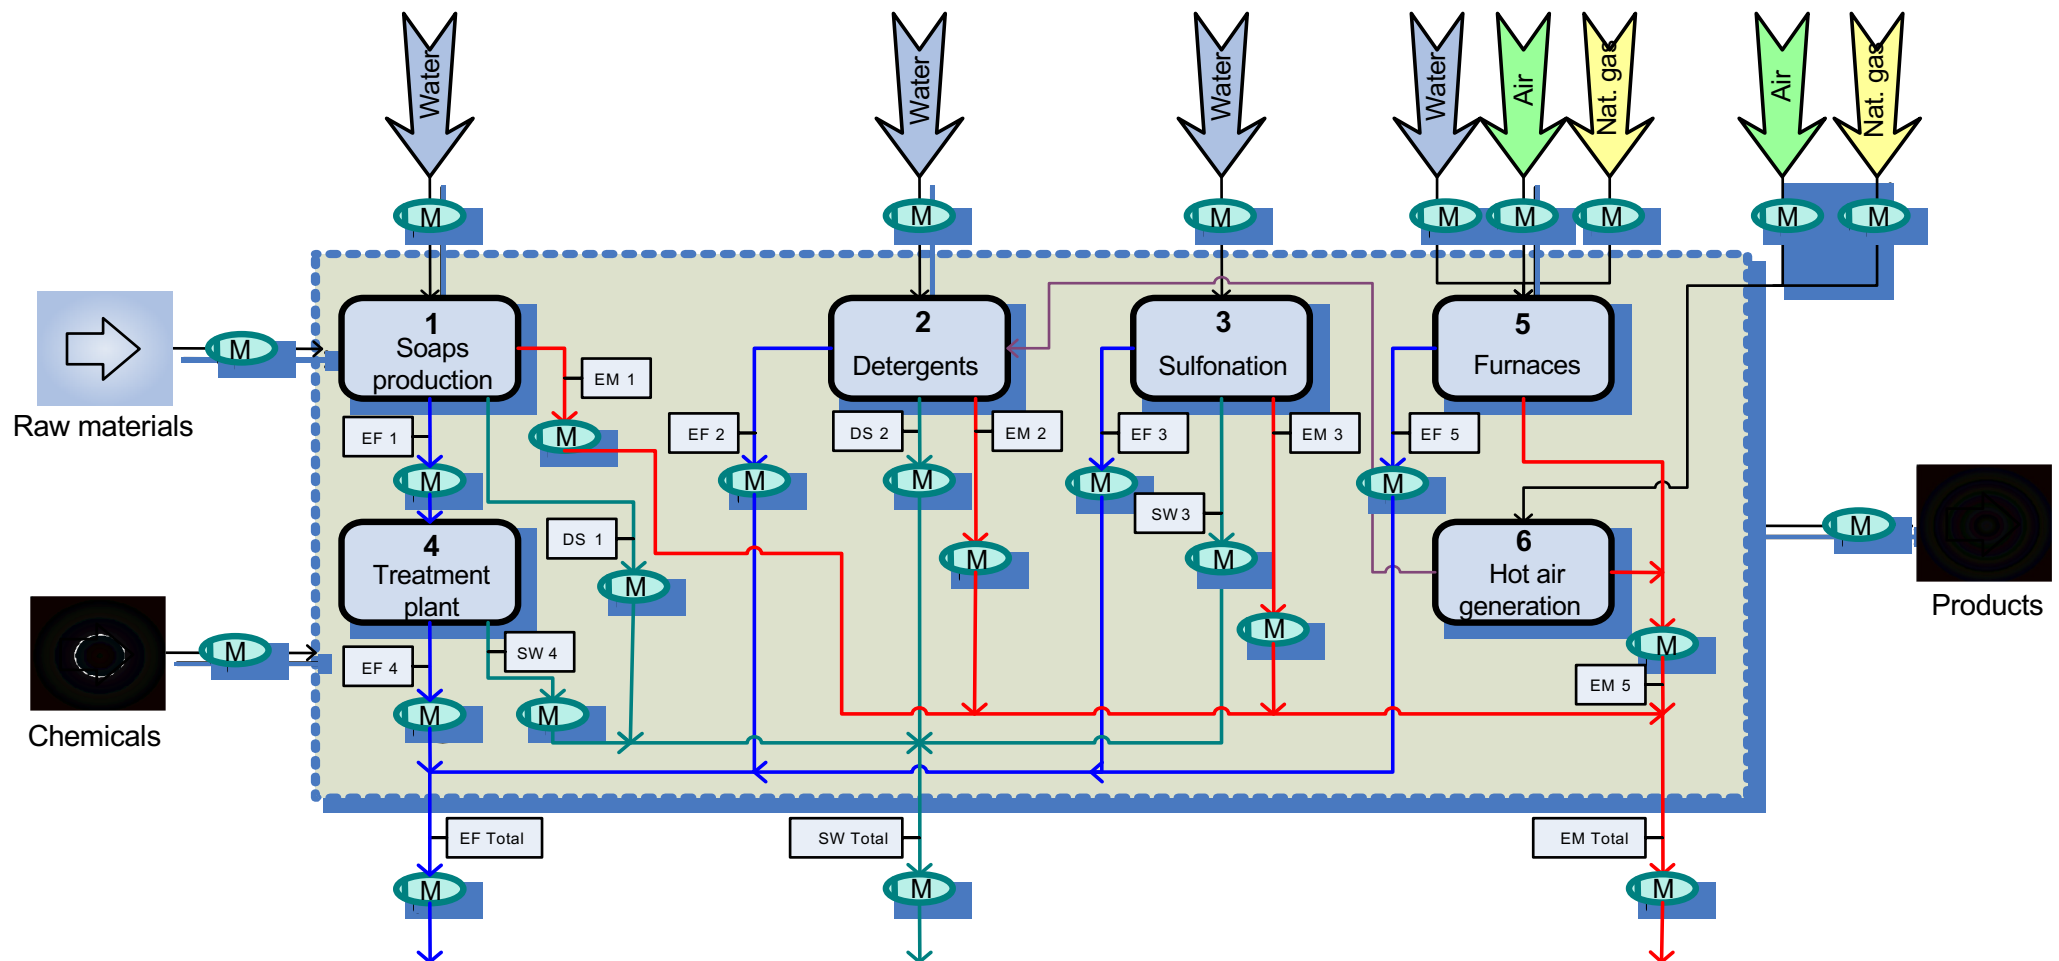 Water
Water
Water
Water
Air
Nat. gas
Air
Nat. gas
M
M
M
M
M
M
M
M
Raw materials
M
1
Soaps
production
2
Detergents
3
Sulfonation
5
Furnaces
EM 1
EF 1
M
EF 2
DS 2
EM 2
EF 3
EM 3
EF 5
M
M
M
M
M
SW 3
M
Products
DS 1
M
M
M
4
Treatment
plant
6
Hot air
generation
Chemicals
M
EF 4
SW 4
M
M
EM 5
M
M
EF Total
SW Total
EM Total
M
M
M